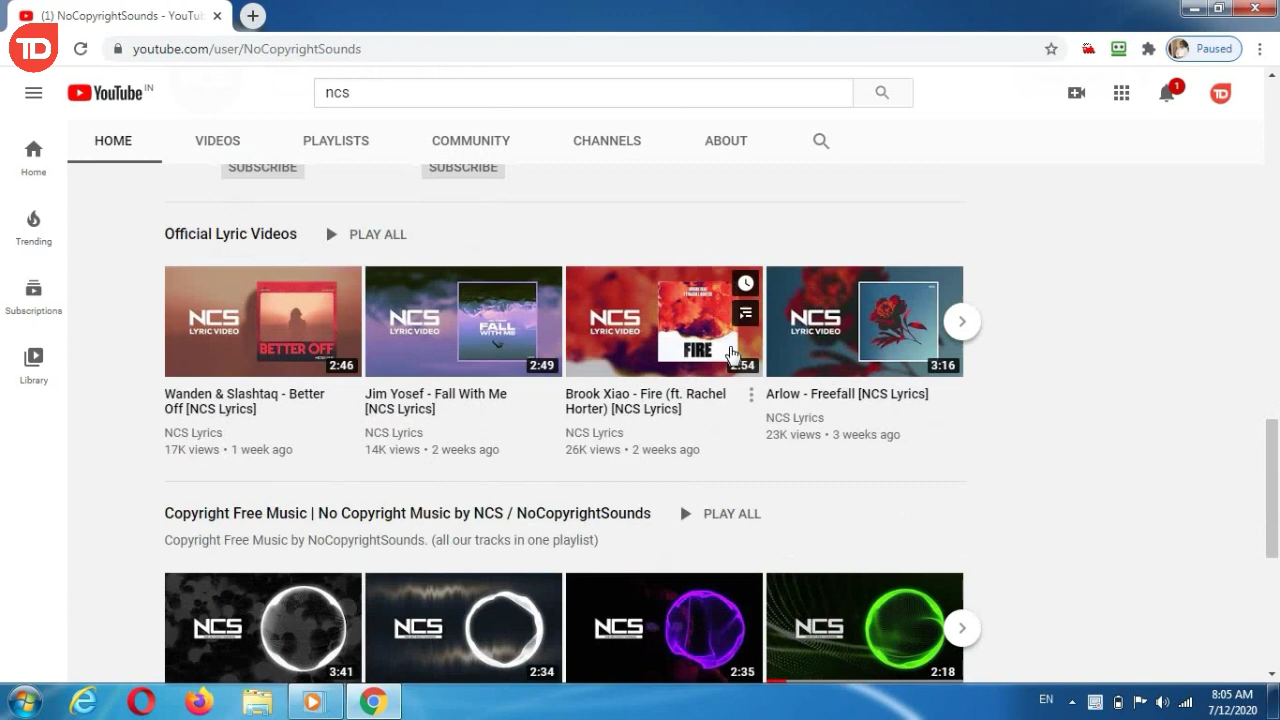 (1) NoCopyrightSounds - YouTu
TD
youtube.com/user/NoCopyrightSounds
Paused
YouTube IN
ncs
1
TD
HOME VIDEOS PLAYLISTS COMMUNITY CHANNELS ABOUT
Home
Trending
Subscriptions
Library
SUBSCRIBE SUBSCRIBE
Official Lyric Videos PLAY ALL
NCS
LYRIC VIDEO
BETTER OFF
2:46
NCS
LYRIC VIDEO
FALL
WITH ME
2:49
NCS
LYRIC VIDEO
FIRE
2:54
NCS
LYRIC VIDEO
3:16
Wanden & Slashtaq - Better
Off [NCS Lyrics]
NCS Lyrics
17K views • 1 week ago
Jim Yosef - Fall With Me
[NCS Lyrics]
NCS Lyrics
14K views • 2 weeks ago
Brook Xiao - Fire (ft. Rachel
Horter) [NCS Lyrics]
NCS Lyrics
26K views • 2 weeks ago
Arlow - Freefall [NCS Lyrics]
NCS Lyrics
23K views • 3 weeks ago
Copyright Free Music | No Copyright Music by NCS / NoCopyrightSounds PLAY ALL
Copyright Free Music by NoCopyrightSounds. (all our tracks in one playlist)
NCS
3:41
NCS
2:34
NCS
2:35
NCS
2:18
EN
8:05 AM
7/12/2020